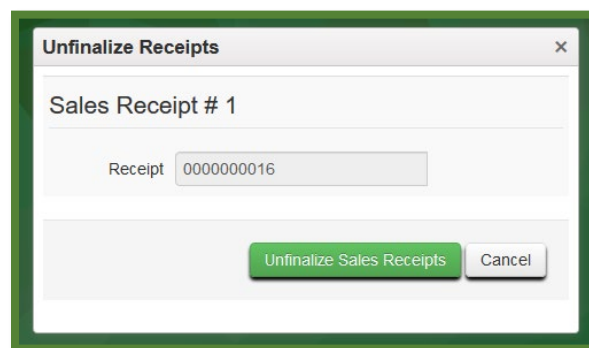 Unfinalize Receipts ×
Sales Receipt # 1
Receipt 0000000016
Unfinalize Sales Receipts Cancel